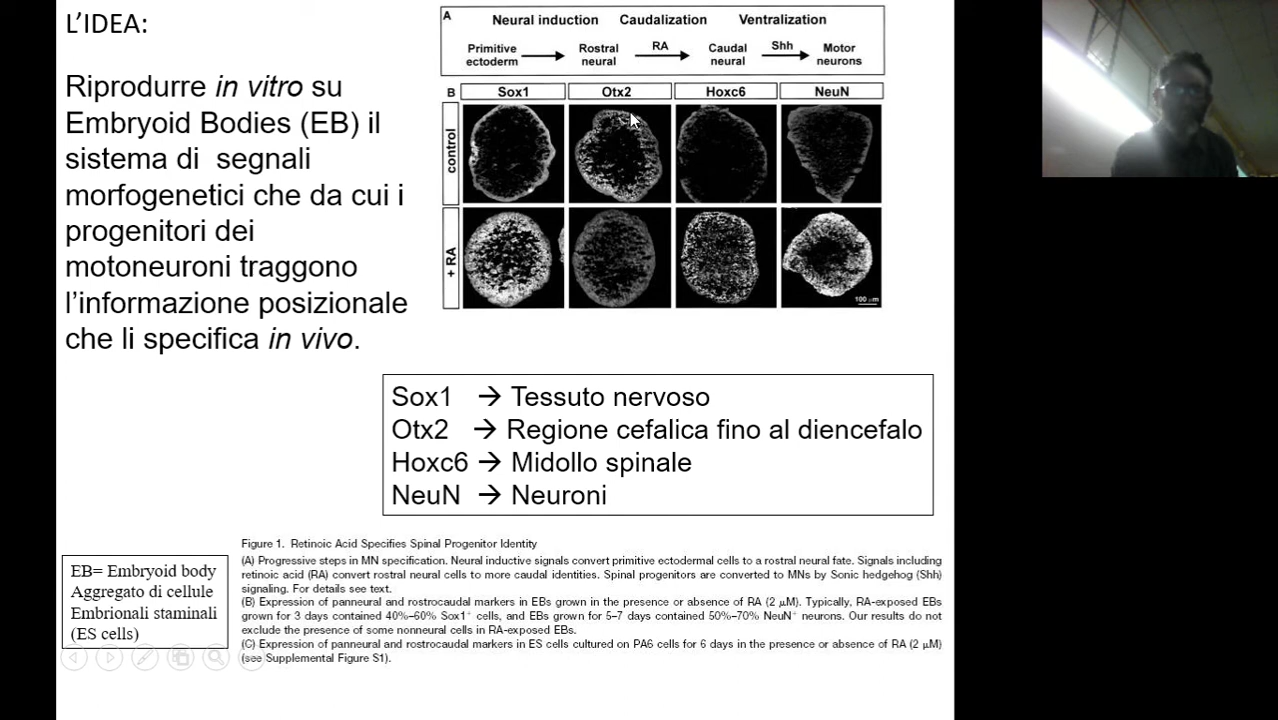 L’IDEA:
Riprodurre in vitro su
Embryoid Bodies (EB) il
sistema di segnali
morfogenetici che da cui i
progenitori dei
motoneuroni traggono
l’informazione posizionale
che li specifica in vivo.
A
Neural induction Caudalization Ventralization
Primitive ectoderm Rostral neural RA Caudal neural Shh Motor neurons
B Sox1 Otx2 Hoxc6 NeuN
control
+ RA
100 µm
Sox1 → Tessuto nervoso
Otx2 → Regione cefalica fino al diencefalo
Hoxc6 → Midollo spinale
NeuN → Neuroni
EB= Embryoid body
Aggregato di cellule
Embrionali staminali
(ES cells)
Figure 1. Retinoic Acid Specifies Spinal Progenitor Identity
(A) Progressive steps in MN specification. Neural inductive signals convert primitive ectodermal cells to a rostral neural fate. Signals including
retinoic acid (RA) convert rostral neural cells to more caudal identities. Spinal progenitors are converted to MNs by Sonic hedgehog (Shh)
signaling. For details see text.
(B) Expression of panneural and rostrocaudal markers in EBs grown in the presence or absence of RA (2 µM). Typically, RA-exposed EBs
grown for 3 days contained 40%–60% Sox1⁺ cells, and EBs grown for 5–7 days contained 50%–70% NeuN⁺ neurons. Our results do not
exclude the presence of some nonneural cells in RA-exposed EBs.
(C) Expression of panneural and rostrocaudal markers in ES cells cultured on PA6 cells for 6 days in the presence or absence of RA (2 µM)
(see Supplemental Figure S1).